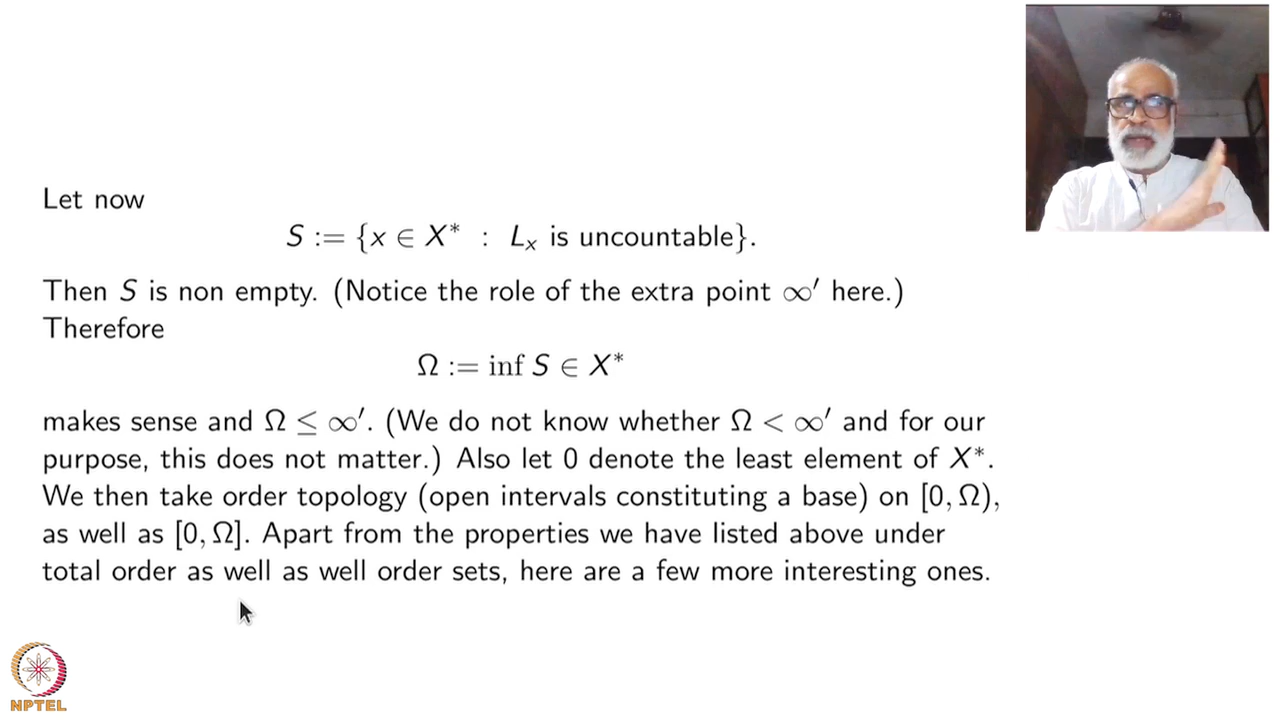 Let now
S := {x ∈ X* : Lₓ is uncountable}.
Then S is non empty. (Notice the role of the extra point ∞′ here.)
Therefore
Ω := inf S ∈ X*
makes sense and Ω ≤ ∞′. (We do not know whether Ω < ∞′ and for our
purpose, this does not matter.) Also let 0 denote the least element of X*.
We then take order topology (open intervals constituting a base) on [0, Ω),
as well as [0, Ω]. Apart from the properties we have listed above under
total order as well as well order sets, here are a few more interesting ones.
NPTEL